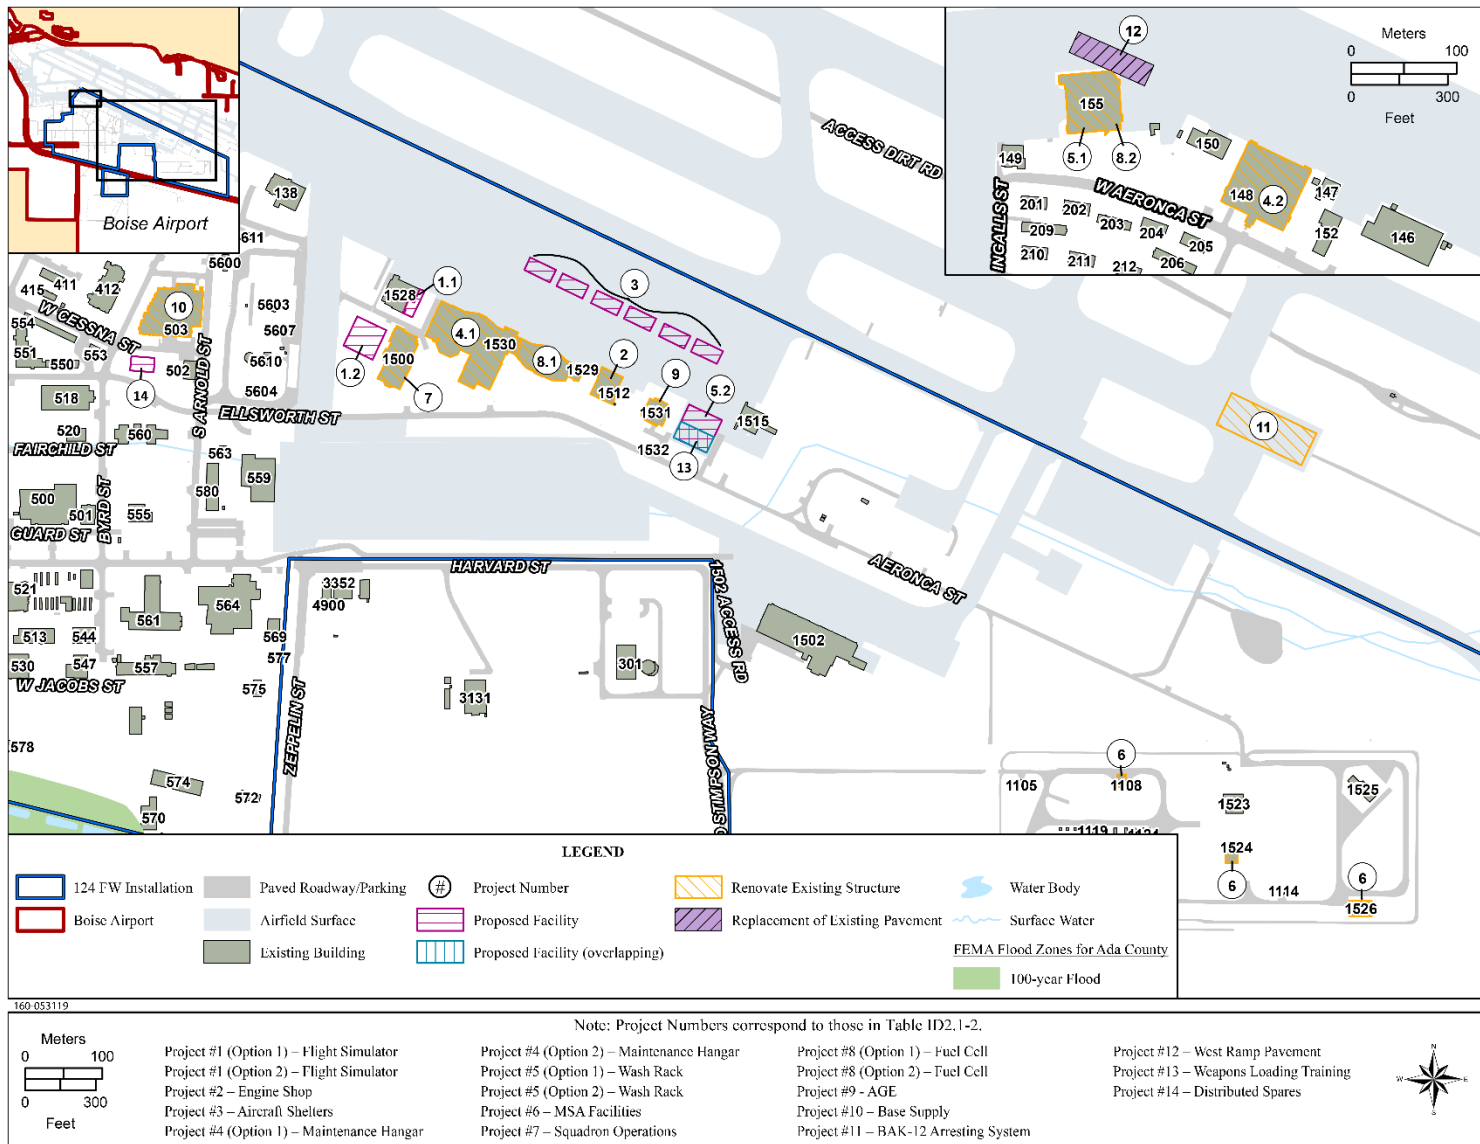 Boise Airport
12
Meters
0 100
0 300
Feet
155
5.1
8.2
150
149
148
4.2
147
152
146
W AERONCA ST
INGALLS ST
201
202
203
204
205
209
210
211
212
206
ACCESS DIRT RD
138
611
5600
411
415
412
10
503
5603
5607
5610
5604
W CESSNA ST
554
551
550
553
14
502
518
S ARNOLD ST
ELLSWORTH ST
1528
1.1
1.2
1500
7
4.1
1530
8.1
1529
3
2
1512
9
1531
5.2
1532
13
1515
11
520
560
FAIRCHILD ST
563
559
580
500
501
555
BYRD ST
GUARD ST
HARVARD ST
1502 ACCESS RD
AERONCA ST
521
561
564
3352
4900
513
544
569
577
530
547
557
W JACOBS ST
575
ZEPPELIN ST
301
3131
1502
D STIMPSON WAY
578
574
570
572
6
1105
1108
1523
1525
1119
1524
6
1114
6
1526
LEGEND
124 FW Installation
Boise Airport
Paved Roadway/Parking
Airfield Surface
Existing Building
# Project Number
Proposed Facility
Proposed Facility (overlapping)
Renovate Existing Structure
Replacement of Existing Pavement
Water Body
Surface Water
FEMA Flood Zones for Ada County
100-year Flood
160-053119
Note: Project Numbers correspond to those in Table ID2.1-2.
Meters
0 100
0 300
Feet
Project #1 (Option 1) – Flight Simulator
Project #1 (Option 2) – Flight Simulator
Project #2 – Engine Shop
Project #3 – Aircraft Shelters
Project #4 (Option 1) – Maintenance Hangar
Project #4 (Option 2) – Maintenance Hangar
Project #5 (Option 1) – Wash Rack
Project #5 (Option 2) – Wash Rack
Project #6 – MSA Facilities
Project #7 – Squadron Operations
Project #8 (Option 1) – Fuel Cell
Project #8 (Option 2) – Fuel Cell
Project #9 - AGE
Project #10 – Base Supply
Project #11 – BAK-12 Arresting System
Project #12 – West Ramp Pavement
Project #13 – Weapons Loading Training
Project #14 – Distributed Spares
N
W E
S